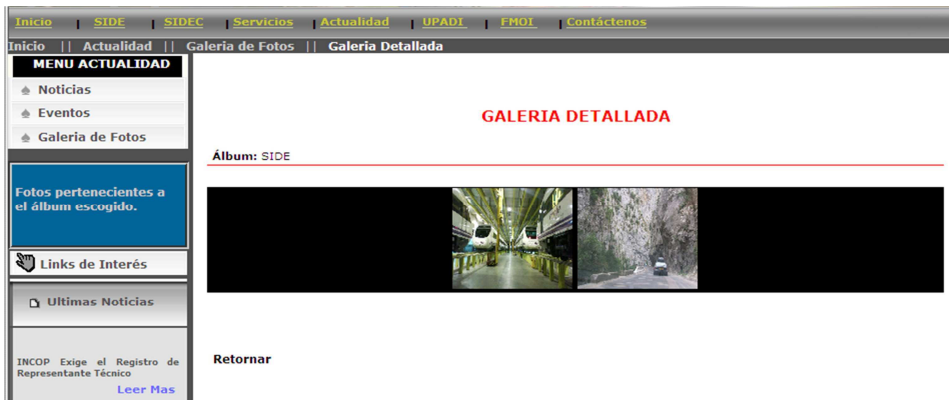 Inicio | SIDE | SIDEC | Servicios | Actualidad | UPADI | FMOI | Contáctenos
Inicio || Actualidad || Galeria de Fotos || Galeria Detallada
MENU ACTUALIDAD
Noticias
Eventos
Galeria de Fotos
Fotos pertenecientes a
el álbum escogido.
Links de Interés
Ultimas Noticias
INCOP Exige el Registro de
Representante Técnico
Leer Mas
GALERIA DETALLADA
Álbum: SIDE
Retornar